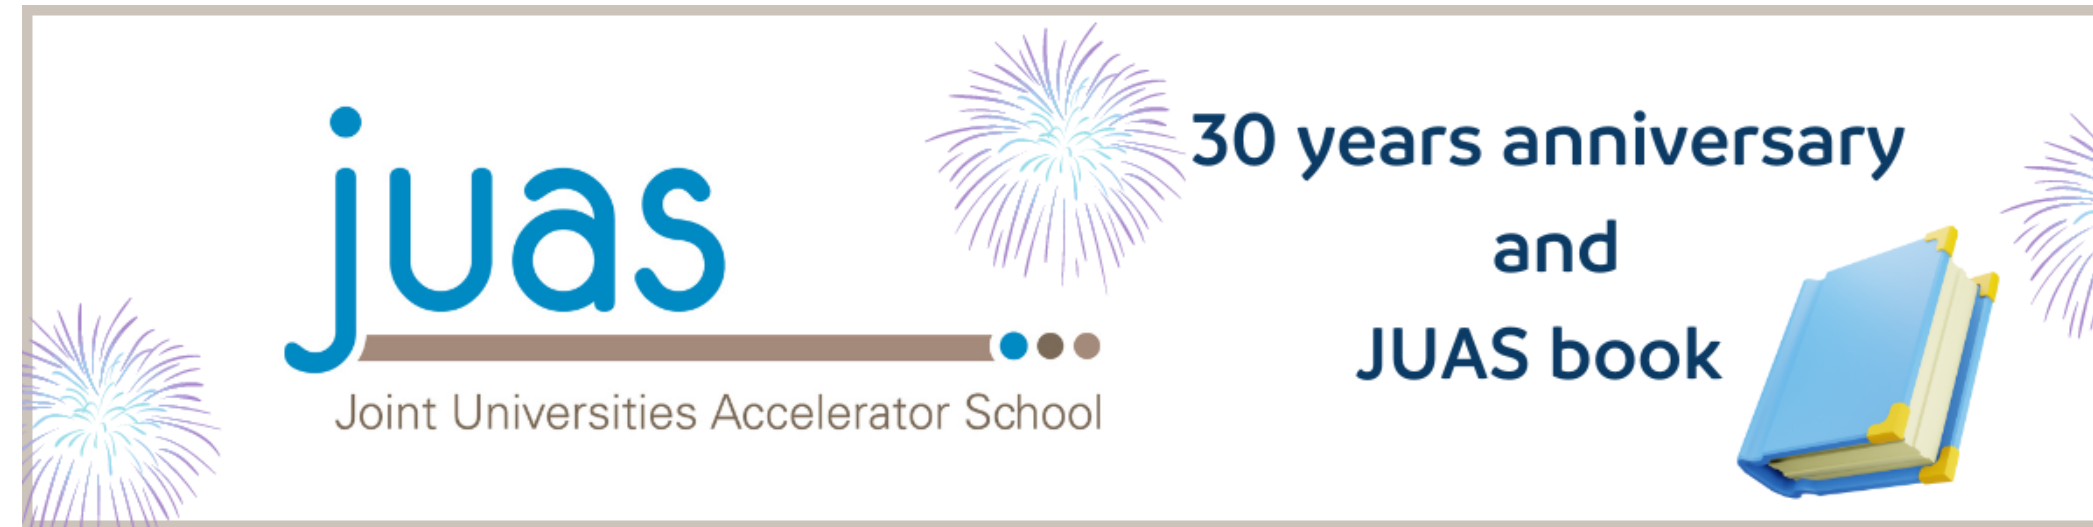 juas
Joint Universities Accelerator School
30 years anniversary
and
JUAS book